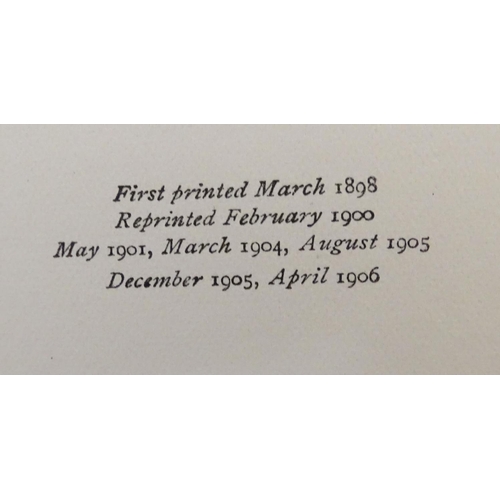 First printed March 1898
Reprinted February 1900
May 1901, March 1904, August 1905
December 1905, April 1906